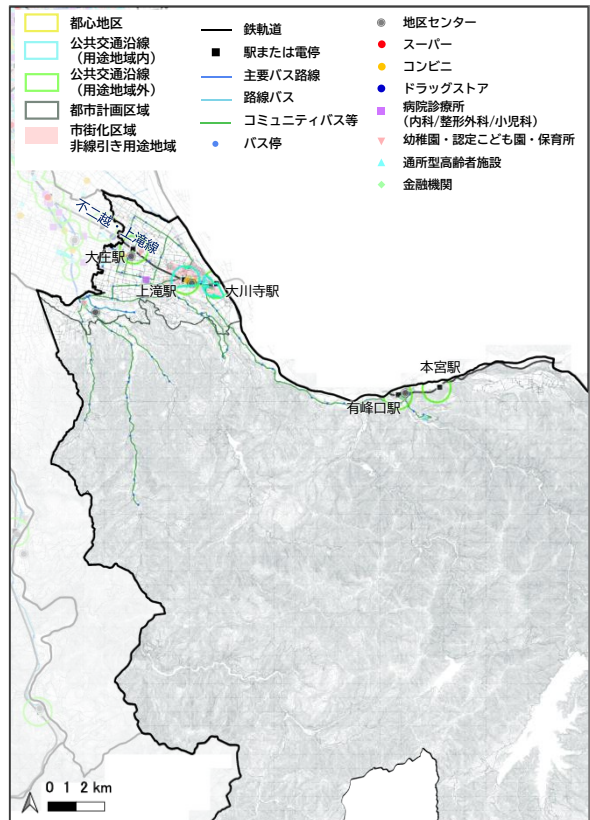 都心地区
公共交通沿線
（用途地域内）
公共交通沿線
（用途地域外）
都市計画区域
市街化区域
非線引き用途地域
鉄軌道
駅または電停
主要バス路線
路線バス
コミュニティバス等
バス停
地区センター
スーパー
コンビニ
ドラッグストア
病院診療所
（内科/整形外科/小児科）
幼稚園・認定こども園・保育所
通所型高齢者施設
金融機関
不二越・上滝線
大庄駅
上滝駅
大川寺駅
本宮駅
有峰口駅
0 1 2 km